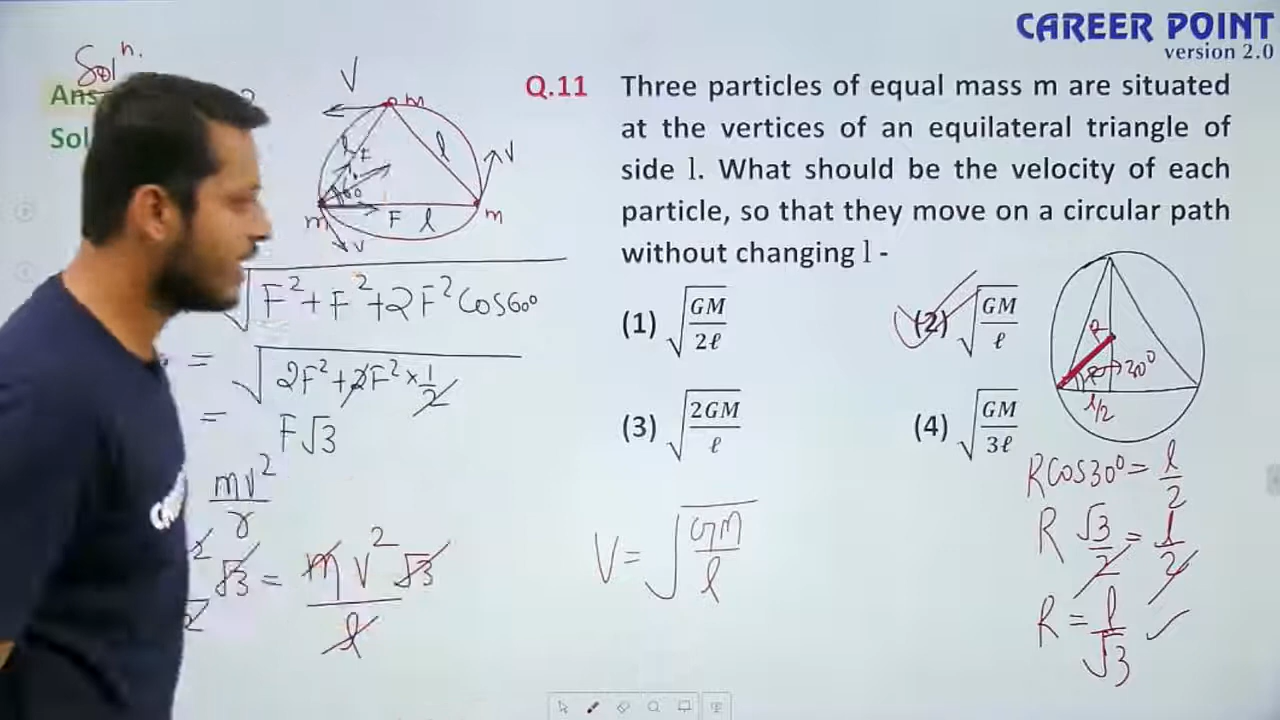 CAREER POINT
version 2.0
Solⁿ.
Ans
Sol
V
m
l
l
V
F
60
m
F
l
m
V
Q.11 Three particles of equal mass m are situated
at the vertices of an equilateral triangle of
side l. What should be the velocity of each
particle, so that they move on a circular path
without changing l -
(1) √(GM/2ℓ)
(2) √(GM/ℓ)
(3) √(2GM/ℓ)
(4) √(GM/3ℓ)
√(F² + F² + 2F² Cos60°
= √(2F² + 2F² × 1/2
= F√3
mv²/r
2 √3 = m v² √3 / l
V = √(GM/l)
R
30°
l/2
R Cos30° = l/2
R √3/2 = l/2
R = l/√3